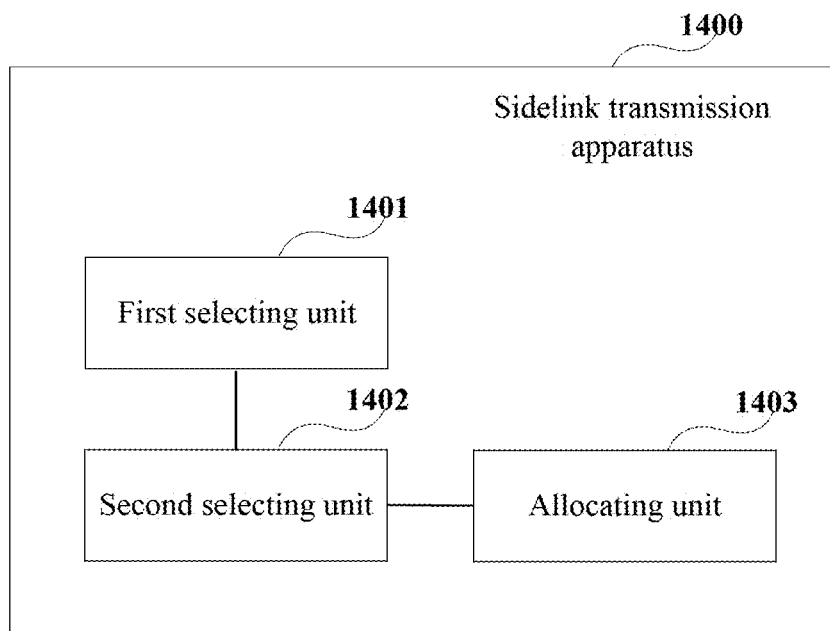 1400
Sidelink transmission
apparatus
1401
First selecting unit
1402
1403
Second selecting unit
Allocating unit